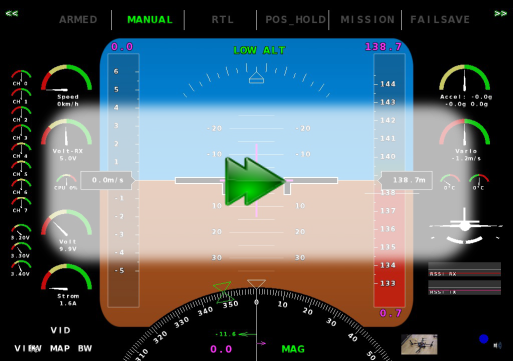 << ARMED MANUAL RTL POS_HOLD MISSION FAILSAVE >>
0.0 LOW ALT 138.7
CH 0
CH 1
CH 2
CH 3
CH 4
CH 5
CH 6
CH 7
3.20V
3.30V
3.40V
Speed
0km/h
Volt-RX
5.0V
CPU 0%
Volt
9.9V
Strom
1.6A
6
5
4
3
2
1
-1
-2
-3
-4
-5
0.0m/s
-20 -20
-10 -10
10 10
20 20
30 30
144
143
142
141
140
139
138
137
136
135
134
133
138.7m
0.7
Accel: -0.0g
-0.0g 0.0g
Vario
-1.2m/s
0°C 0°C
RSSI: RX
RSSI: TX
310 320 330 340 350 0 10 20 30 40 50
-11.6
0.0 MAG
VID
MAP BW